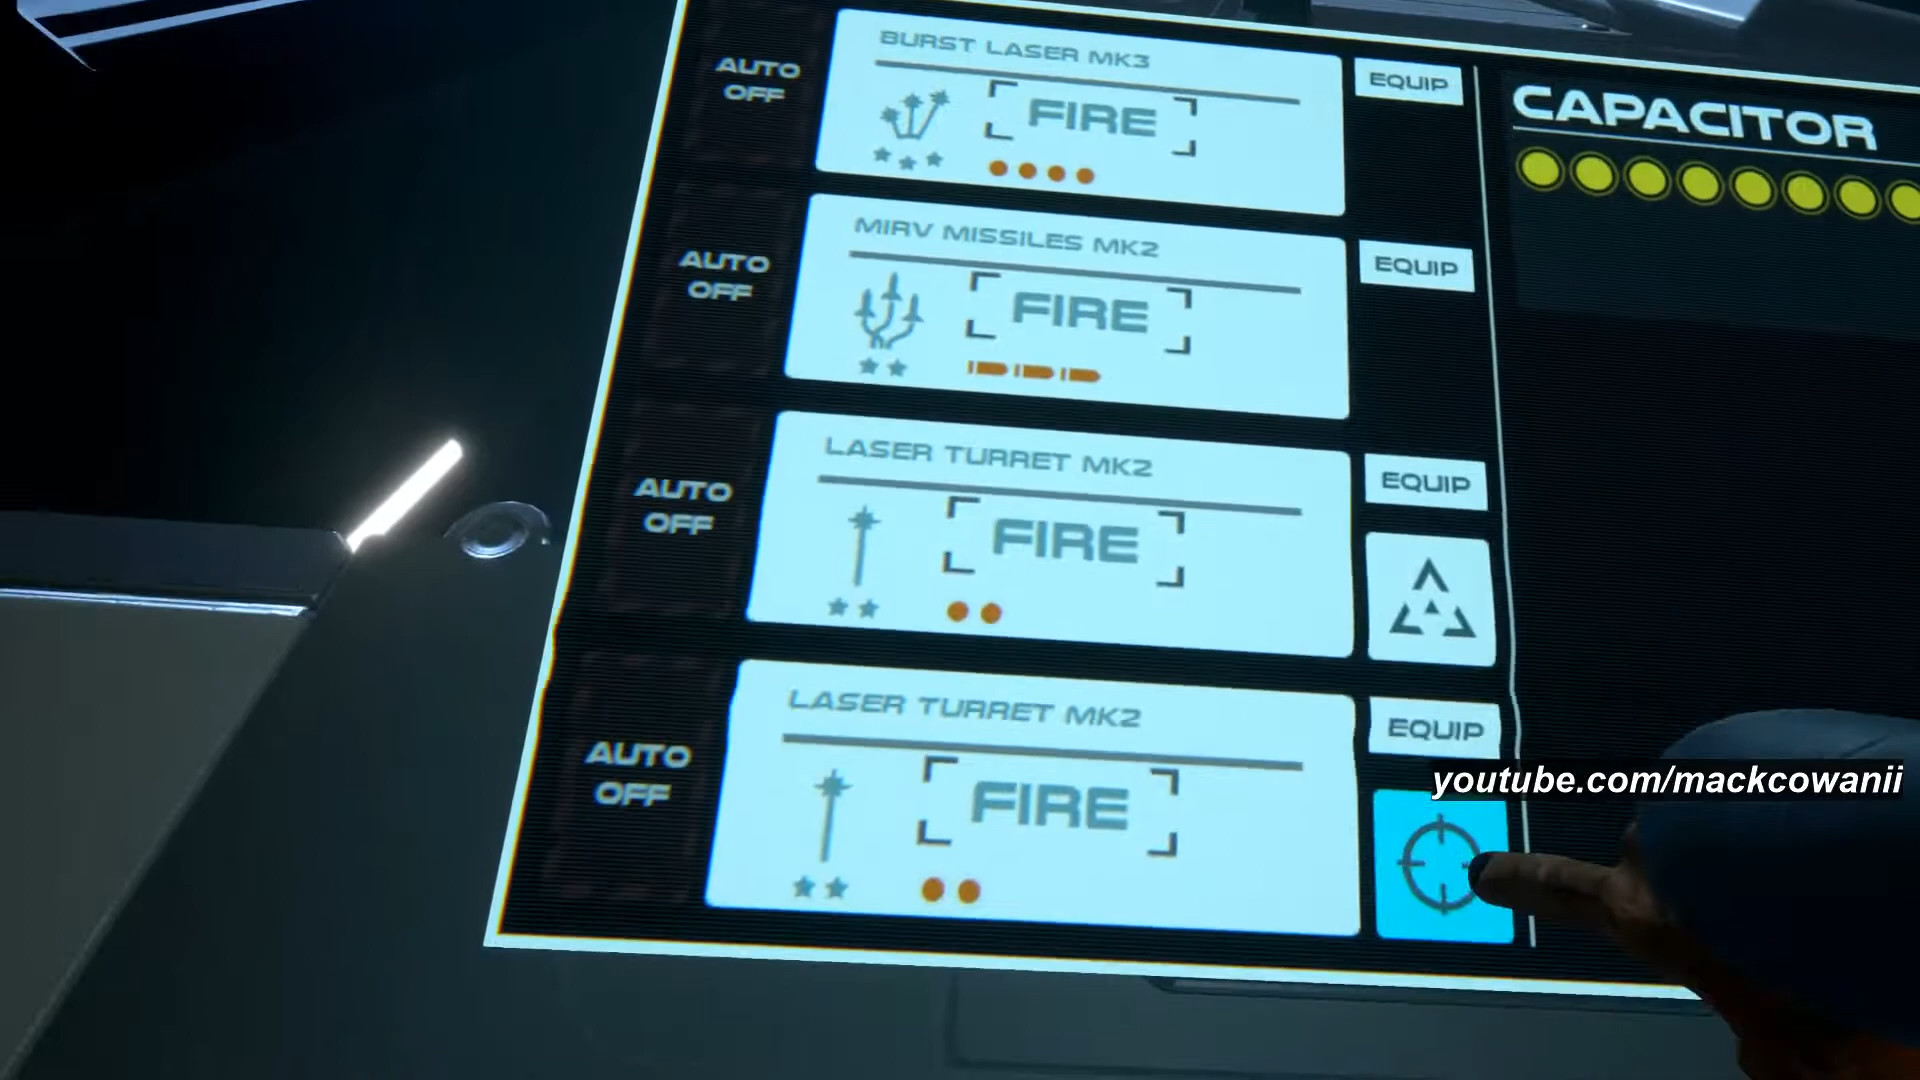 AUTO
OFF
BURST LASER MK3
FIRE
EQUIP
AUTO
OFF
MIRV MISSILES MK2
FIRE
EQUIP
AUTO
OFF
LASER TURRET MK2
FIRE
EQUIP
AUTO
OFF
LASER TURRET MK2
FIRE
EQUIP
CAPACITOR
youtube.com/mackcowanii